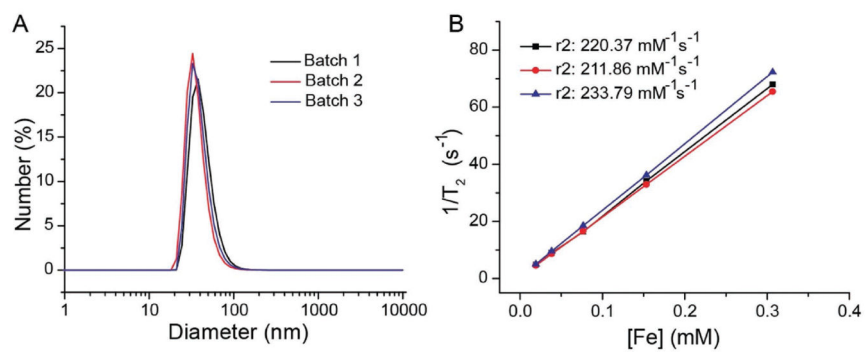 A
Number (%)
25
20
15
10
5
0
Batch 1
Batch 2
Batch 3
1
10
100
1000
10000
Diameter (nm)
B
1/T₂ (s⁻¹)
80
60
40
20
0
r2: 220.37 mM⁻¹s⁻¹
r2: 211.86 mM⁻¹s⁻¹
r2: 233.79 mM⁻¹s⁻¹
0.0
0.1
0.2
0.3
0.4
[Fe] (mM)